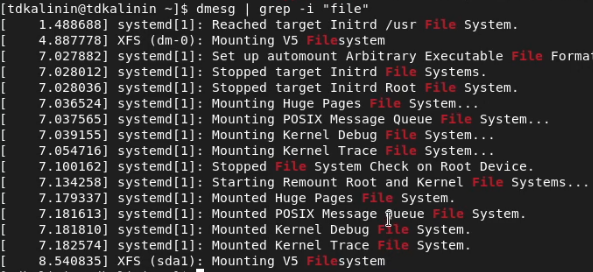 [tdkalinin@tdkalinin ~]$ dmesg | grep -i "file"
[    1.488688] systemd[1]: Reached target Initrd /usr File System.
[    4.887778] XFS (dm-0): Mounting V5 Filesystem
[    7.027882] systemd[1]: Set up automount Arbitrary Executable File Format
[    7.028012] systemd[1]: Stopped target Initrd File Systems.
[    7.028036] systemd[1]: Stopped target Initrd Root File System.
[    7.036524] systemd[1]: Mounting Huge Pages File System...
[    7.037565] systemd[1]: Mounting POSIX Message Queue File System...
[    7.039155] systemd[1]: Mounting Kernel Debug File System...
[    7.054716] systemd[1]: Mounting Kernel Trace File System...
[    7.100162] systemd[1]: Stopped File System Check on Root Device.
[    7.134258] systemd[1]: Starting Remount Root and Kernel File Systems...
[    7.179337] systemd[1]: Mounted Huge Pages File System.
[    7.181613] systemd[1]: Mounted POSIX Message Queue File System.
[    7.181810] systemd[1]: Mounted Kernel Debug File System.
[    7.182574] systemd[1]: Mounted Kernel Trace File System.
[    8.540835] XFS (sda1): Mounting V5 Filesystem